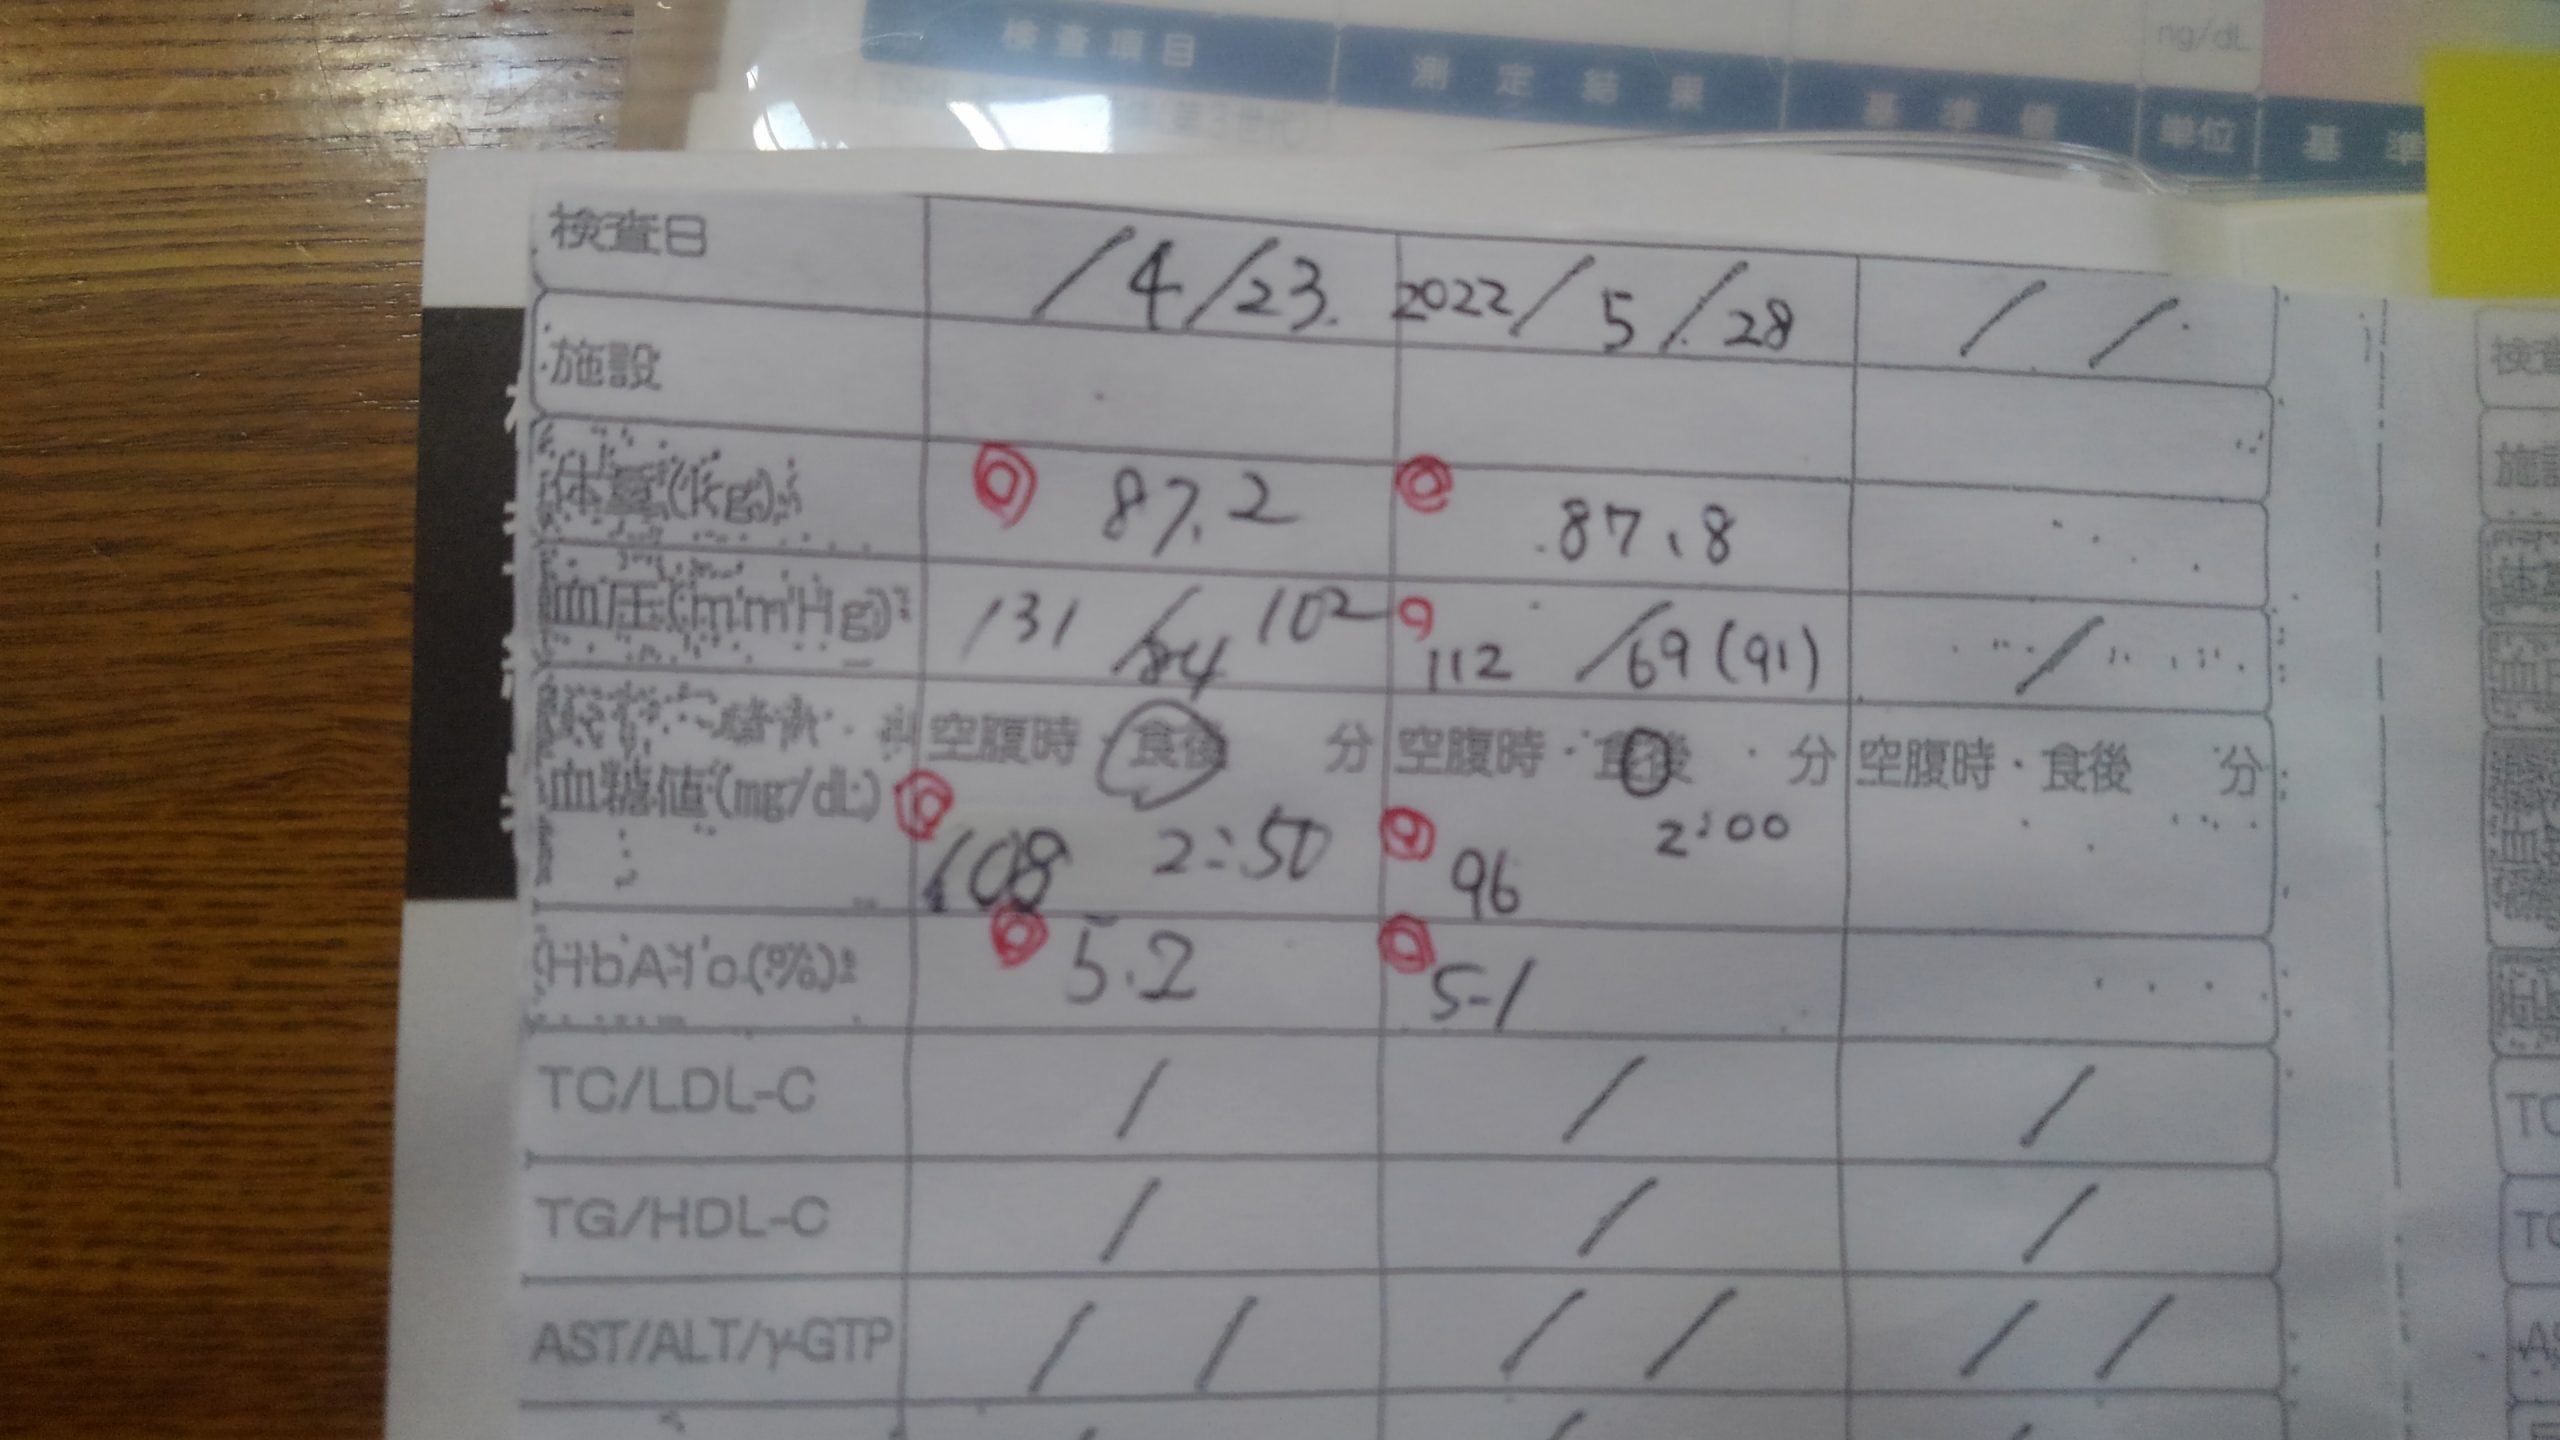 ng/dL
検査項目 測定結果 基準値 単位 基準
検査日 /4/23. 2022/5/28 / /
施設
体重(kg) 87.2 87.8
血圧(mmHg) 131/84 102 112/69(91) /
血糖値(mg/dL) 空腹時・食後 分 空腹時・食後 分 空腹時・食後 分
108 2:50 96 2:00
HbA1c(%) 5.2 5.1
TC/LDL-C / / /
TG/HDL-C / / /
AST/ALT/γ-GTP / / / / / /